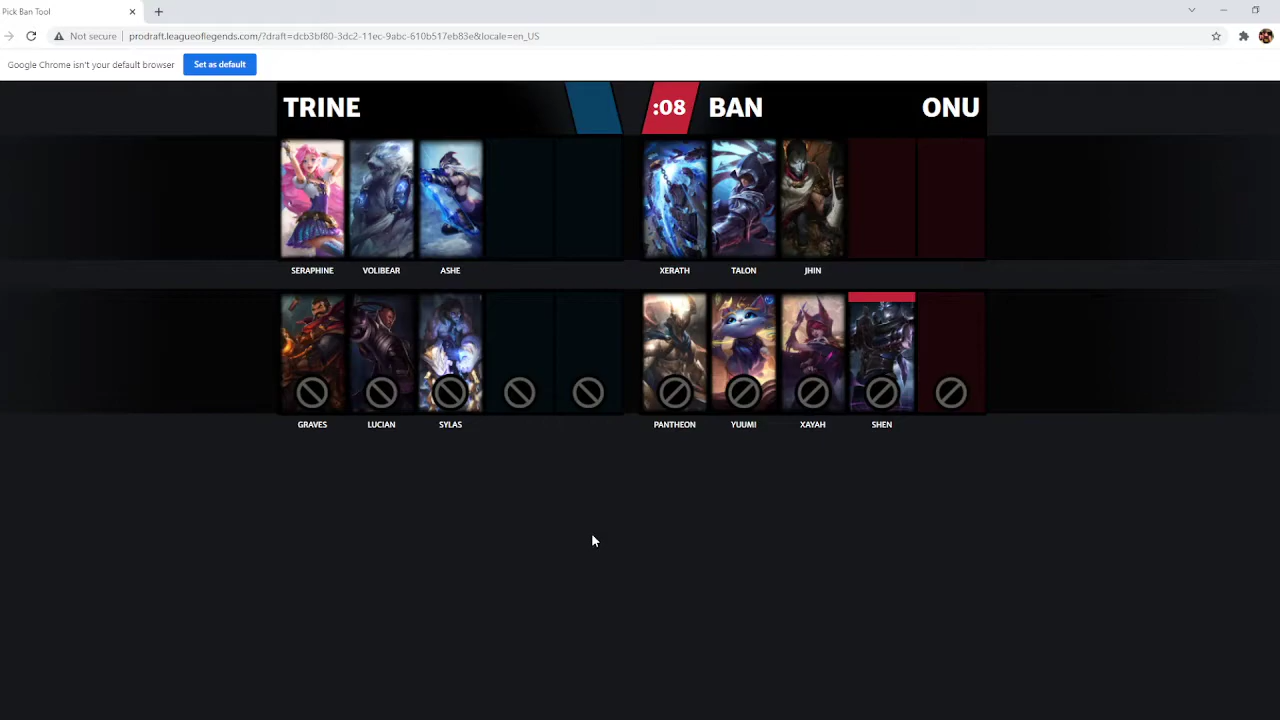 Pick Ban Tool
Not secure
prodraft.leagueoflegends.com/?draft=dcb3bf80-3dc2-11ec-9abc-610b517eb83e&locale=en_US
Google Chrome isn't your default browser
Set as default
TRINE
:08
BAN
ONU
SERAPHINE
VOLIBEAR
ASHE
XERATH
TALON
JHIN
GRAVES
LUCIAN
SYLAS
PANTHEON
YUUMI
XAYAH
SHEN